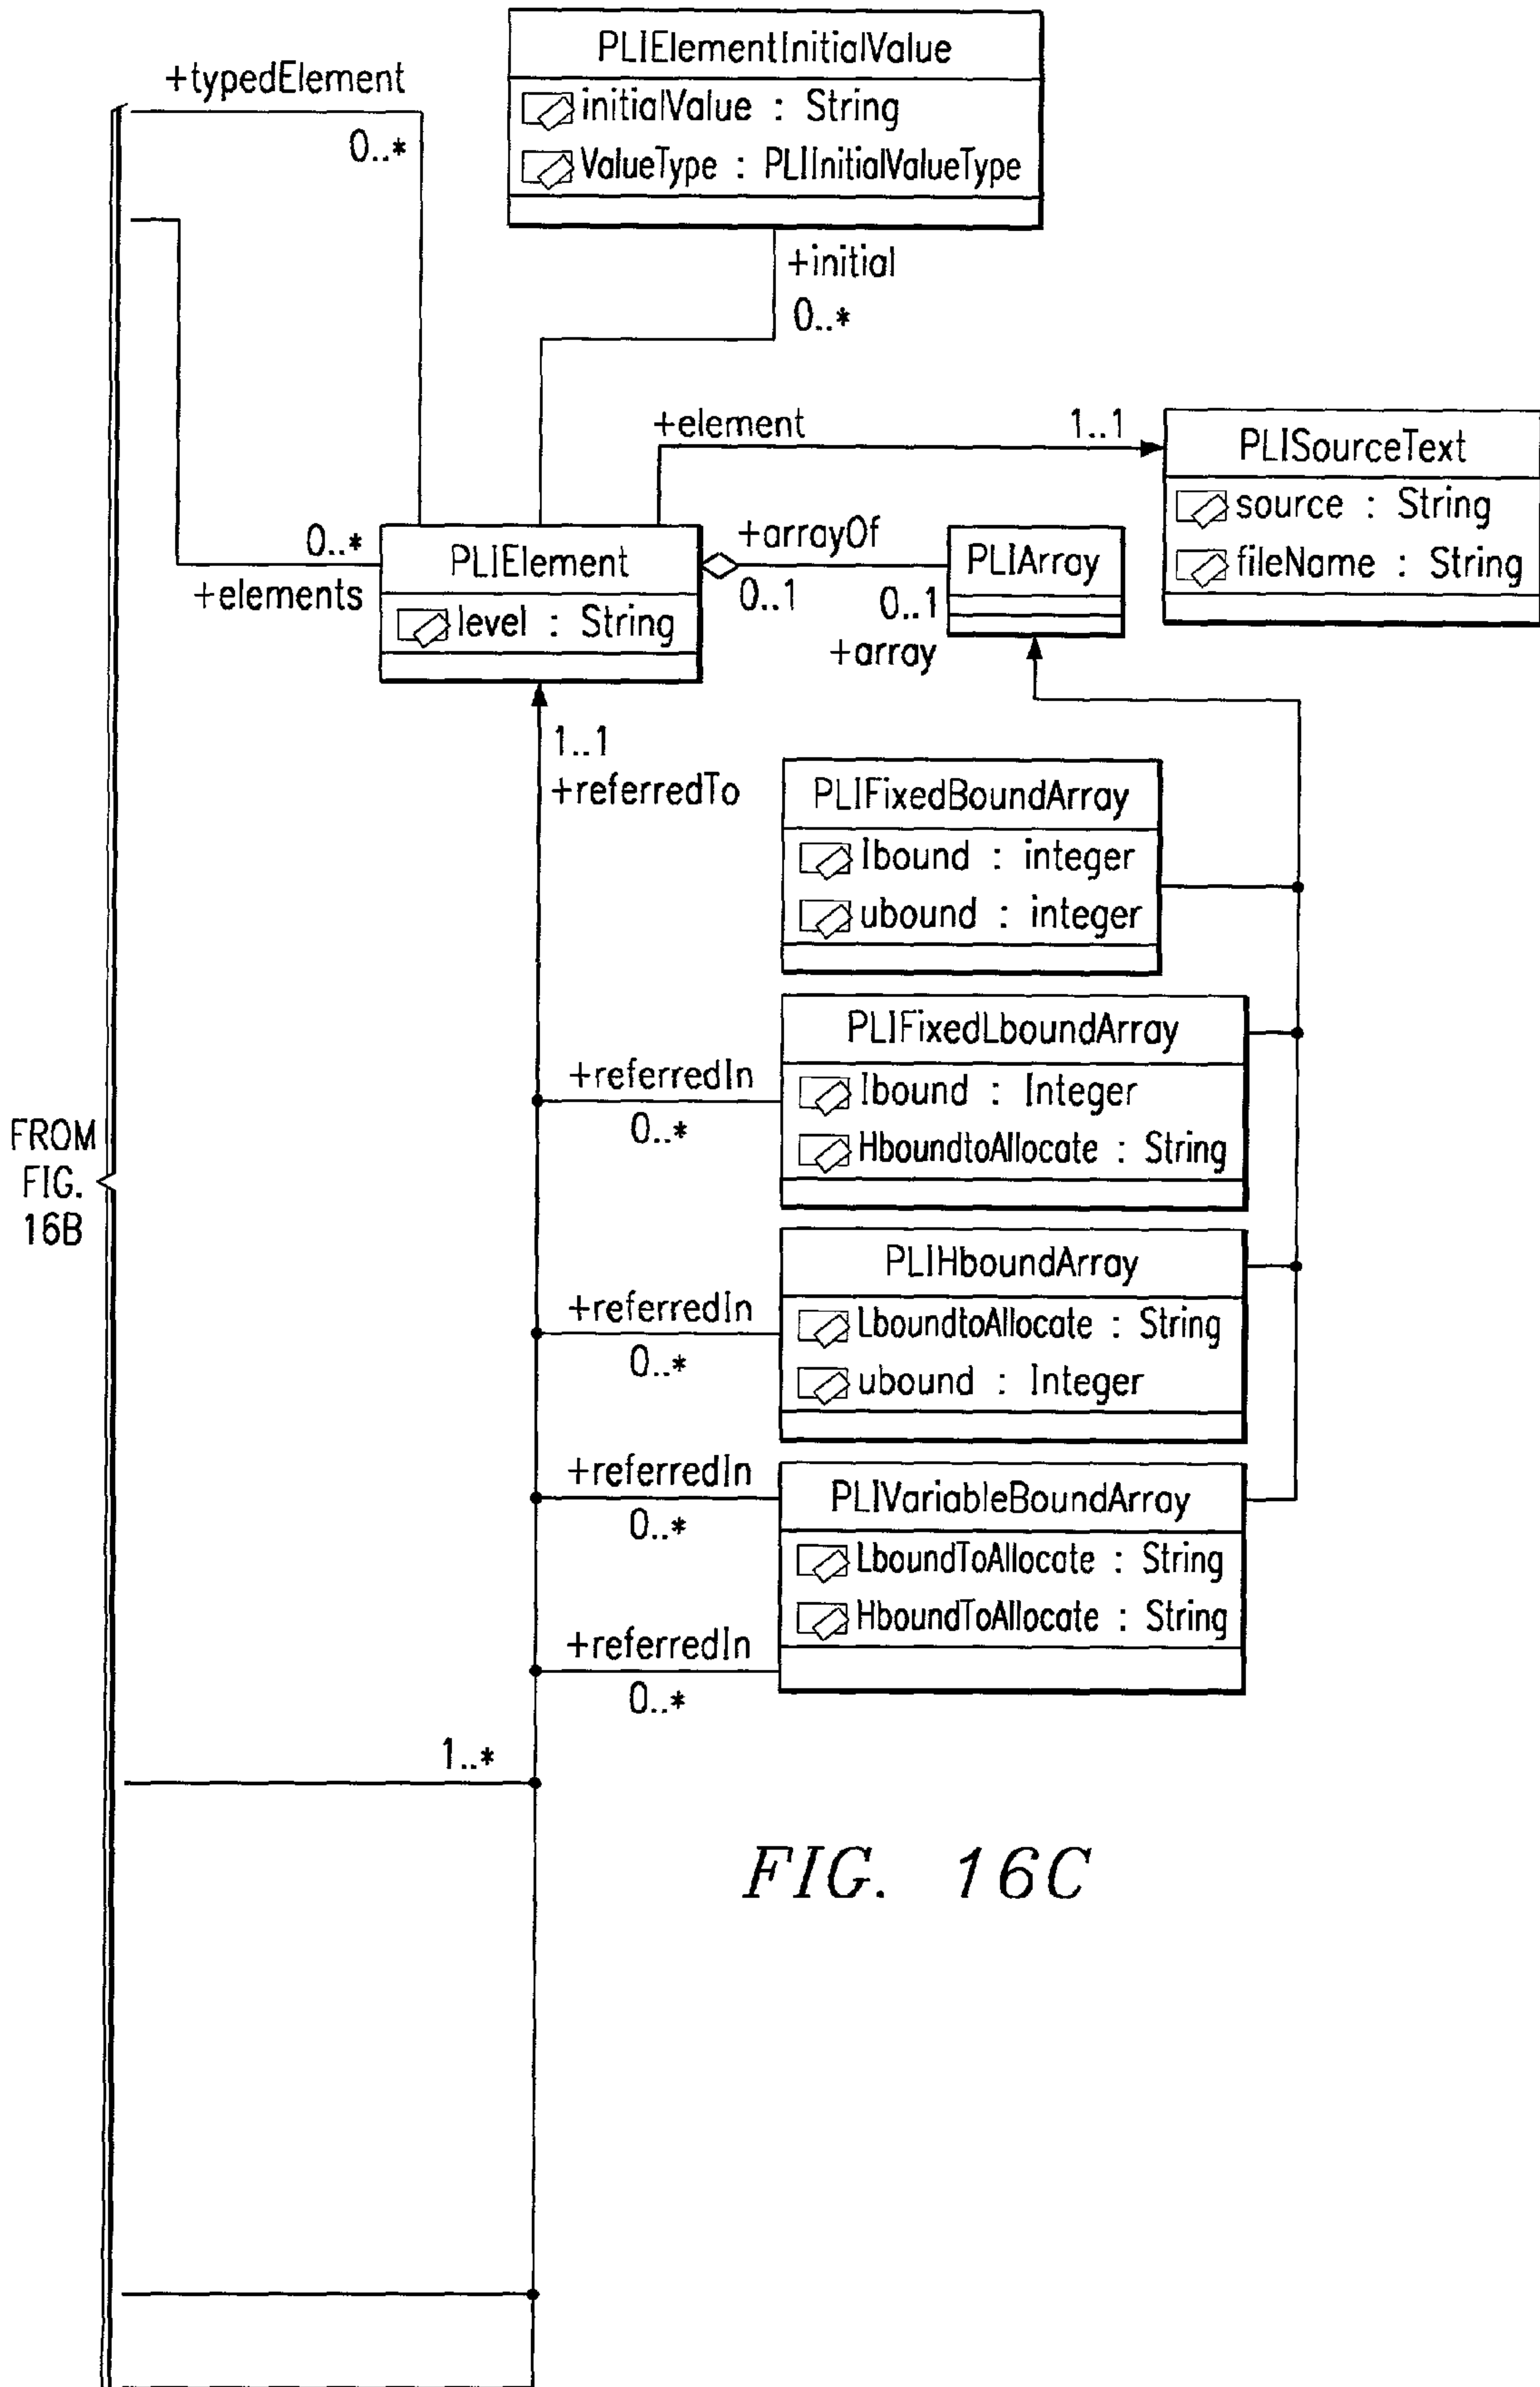 PLIElementInitialValue
initialValue : String
ValueType : PLIInitialValueType
+typedElement
0..*
+initial
0..*
+element
1..1
PLISourceText
source : String
fileName : String
0..*
+elements
PLIElement
level : String
+arrayOf
0..1
0..1
+array
PLIArray
1..1
+referredTo
PLIFixedBoundArray
lbound : integer
ubound : integer
PLIFixedLboundArray
lbound : Integer
HboundtoAllocate : String
+referredIn
0..*
FROM
FIG.
16B
PLIHboundArray
LboundtoAllocate : String
ubound : Integer
+referredIn
0..*
PLIVariableBoundArray
LboundToAllocate : String
HboundToAllocate : String
+referredIn
0..*
+referredIn
0..*
1..*
FIG. 16C